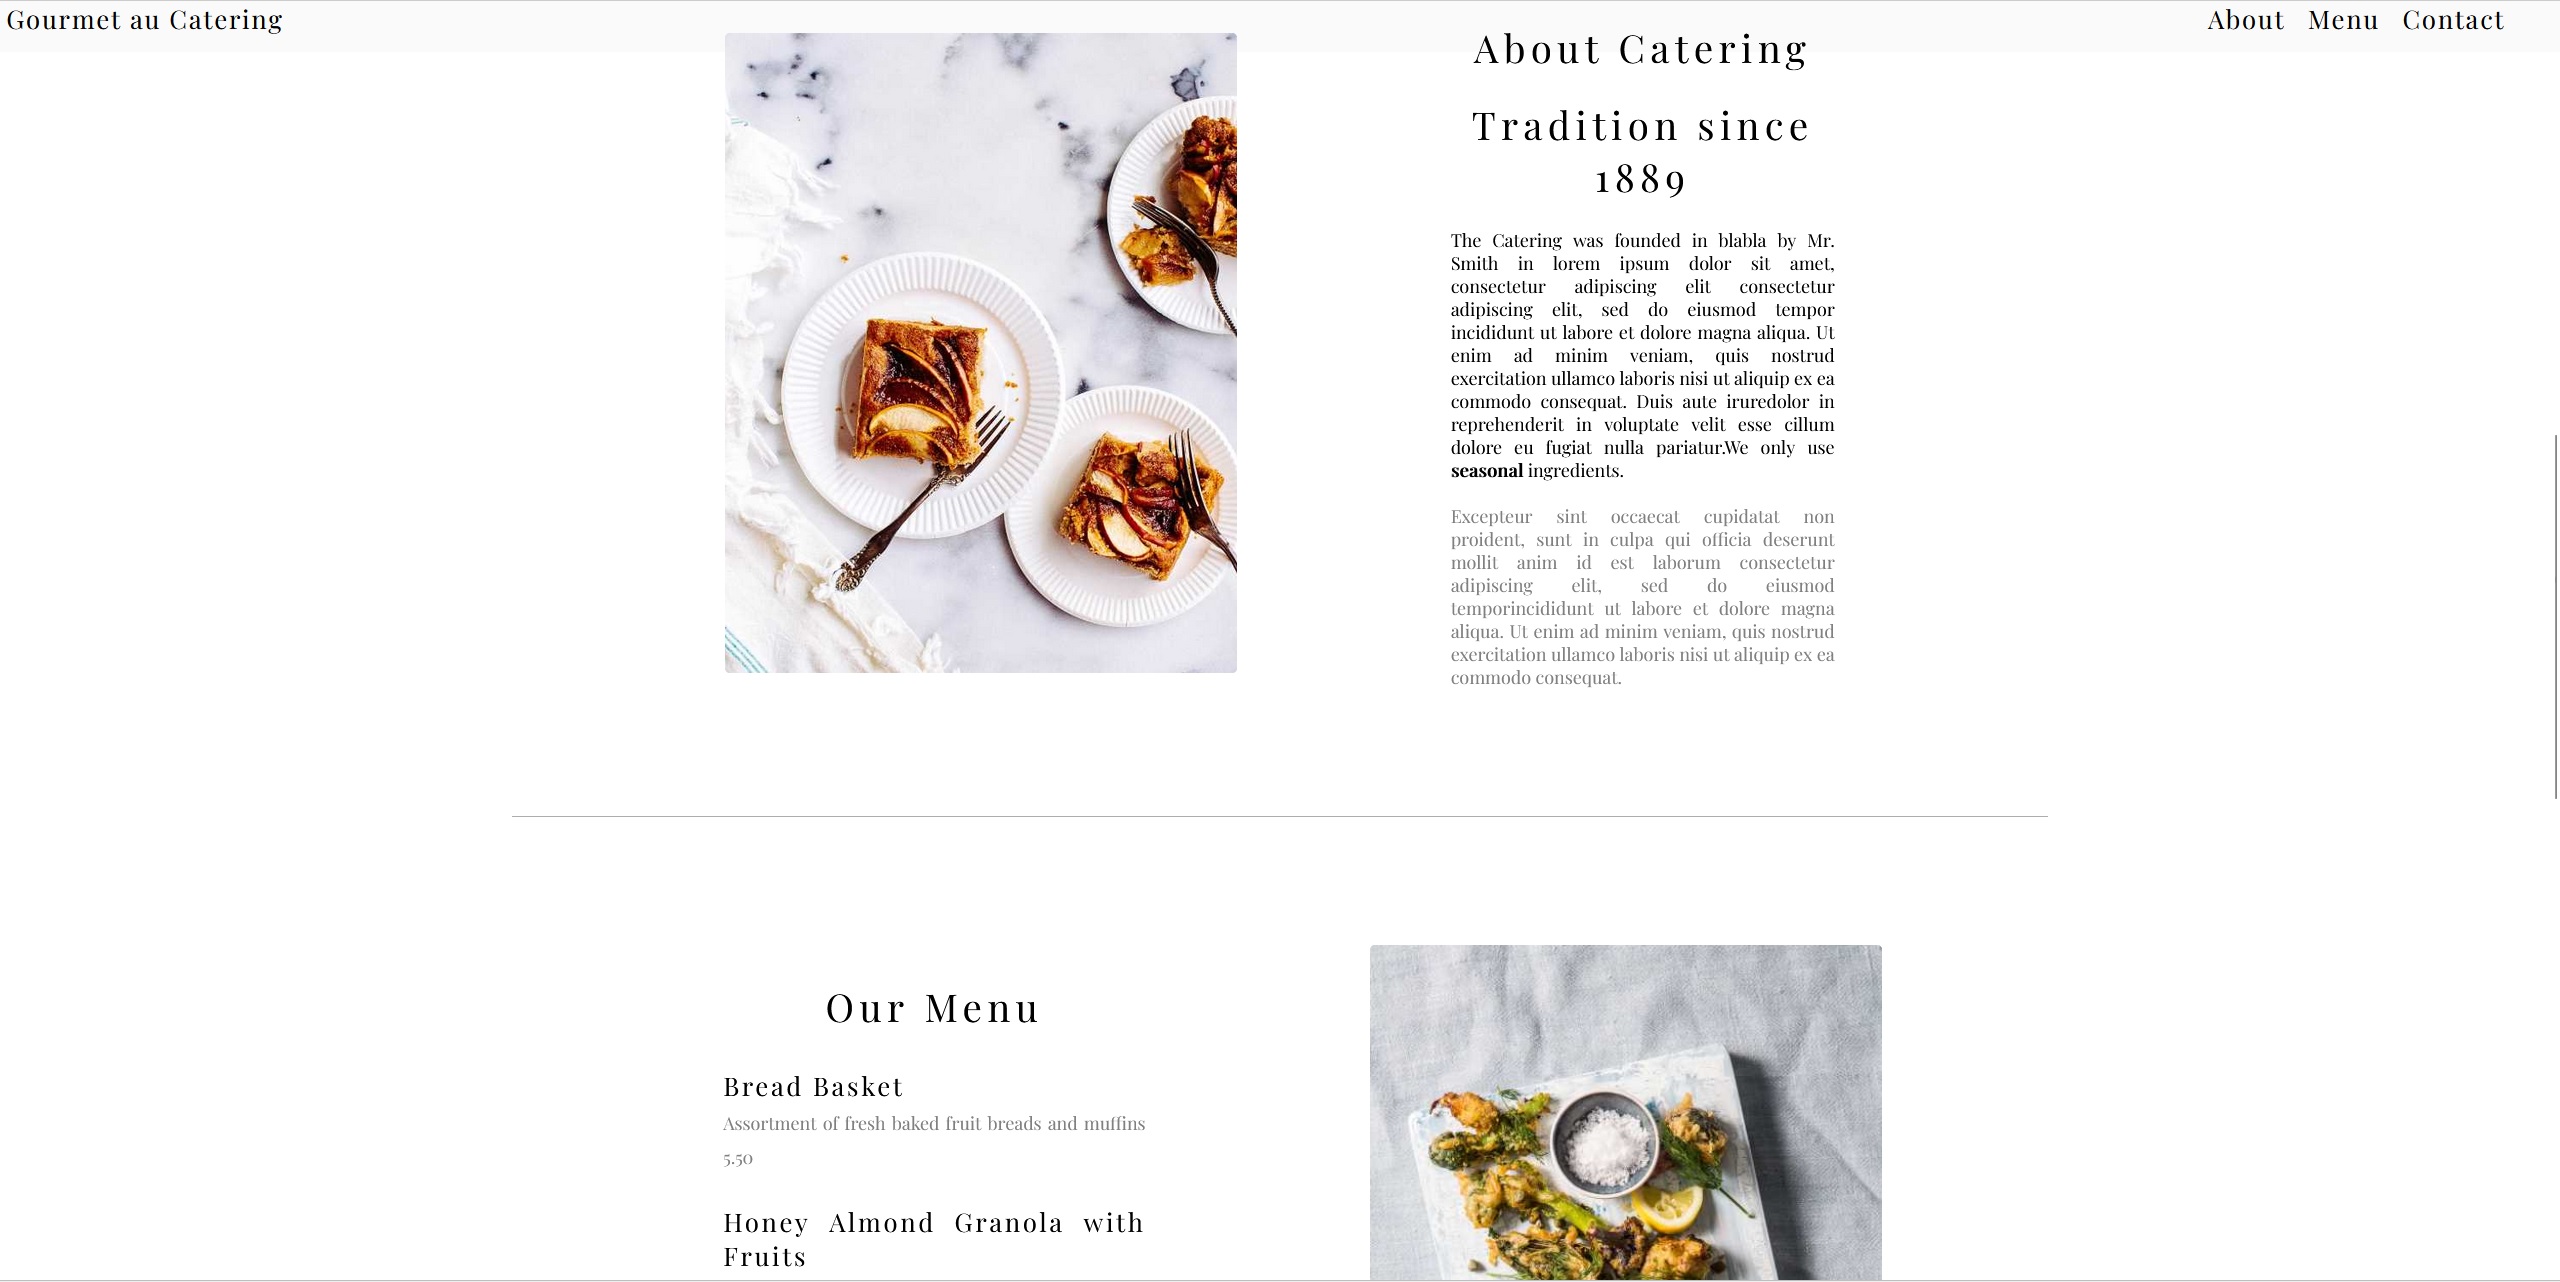 Gourmet au Catering
About Menu Contact
About Catering
Tradition since
1889
The Catering was founded in blabla by Mr.
Smith in lorem ipsum dolor sit amet,
consectetur adipiscing elit consectetur
adipiscing elit, sed do eiusmod tempor
incididunt ut labore et dolore magna aliqua. Ut
enim ad minim veniam, quis nostrud
exercitation ullamco laboris nisi ut aliquip ex ea
commodo consequat. Duis aute iruredolor in
reprehenderit in voluptate velit esse cillum
dolore eu fugiat nulla pariatur.We only use
seasonal ingredients.
Excepteur sint occaecat cupidatat non
proident, sunt in culpa qui officia deserunt
mollit anim id est laborum consectetur
adipiscing elit, sed do eiusmod
temporincididunt ut labore et dolore magna
aliqua. Ut enim ad minim veniam, quis nostrud
exercitation ullamco laboris nisi ut aliquip ex ea
commodo consequat.
Our Menu
Bread Basket
Assortment of fresh baked fruit breads and muffins
5.50
Honey Almond Granola with
Fruits